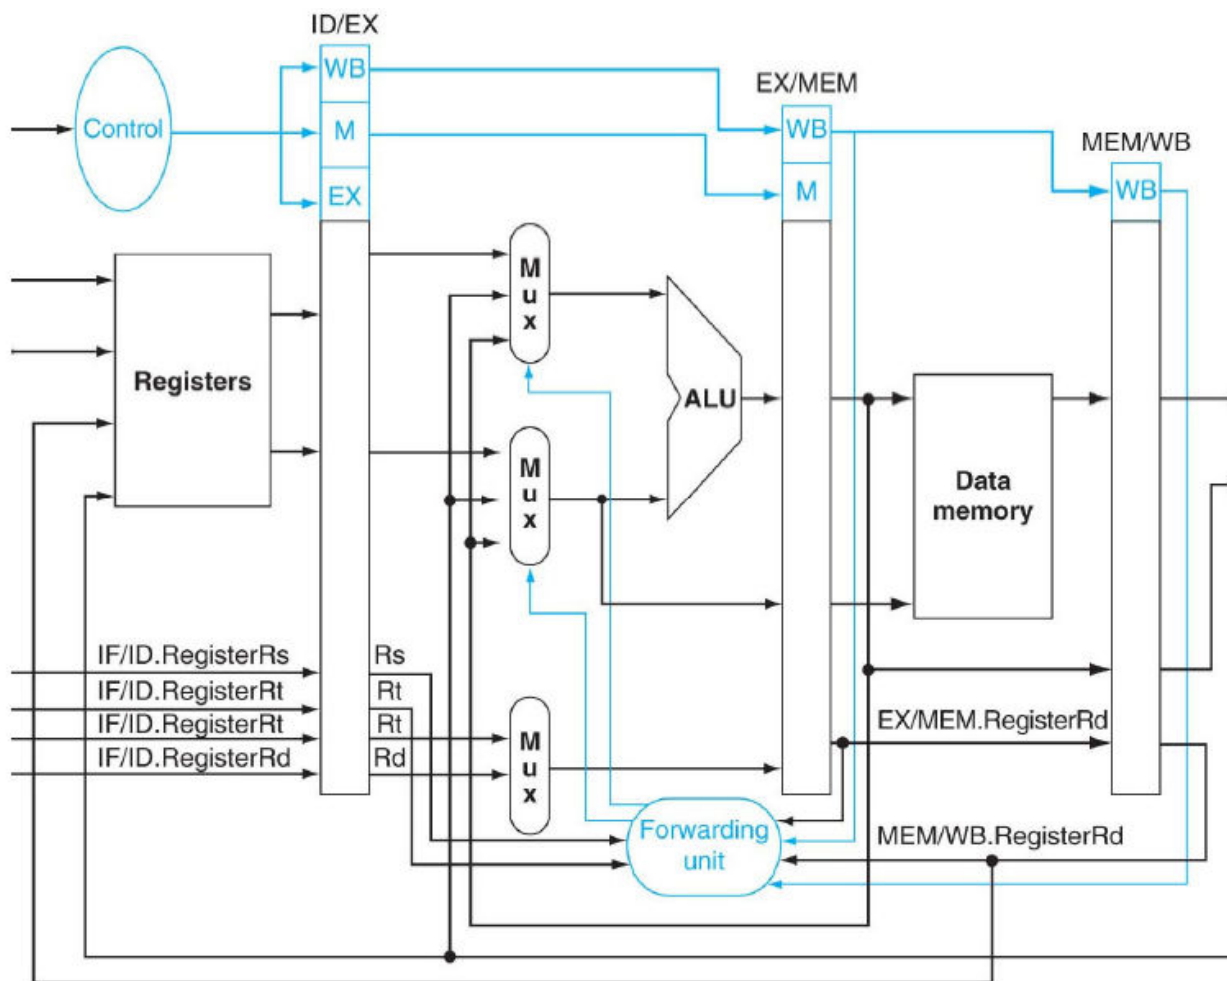 ID/EX
WB
EX/MEM
Control
M
WB
MEM/WB
EX
M
WB
M
u
x
Registers
ALU
M
u
x
Data
memory
IF/ID.RegisterRs
Rs
IF/ID.RegisterRt
Rt
IF/ID.RegisterRt
Rt
IF/ID.RegisterRd
Rd
M
u
x
EX/MEM.RegisterRd
Forwarding
unit
MEM/WB.RegisterRd